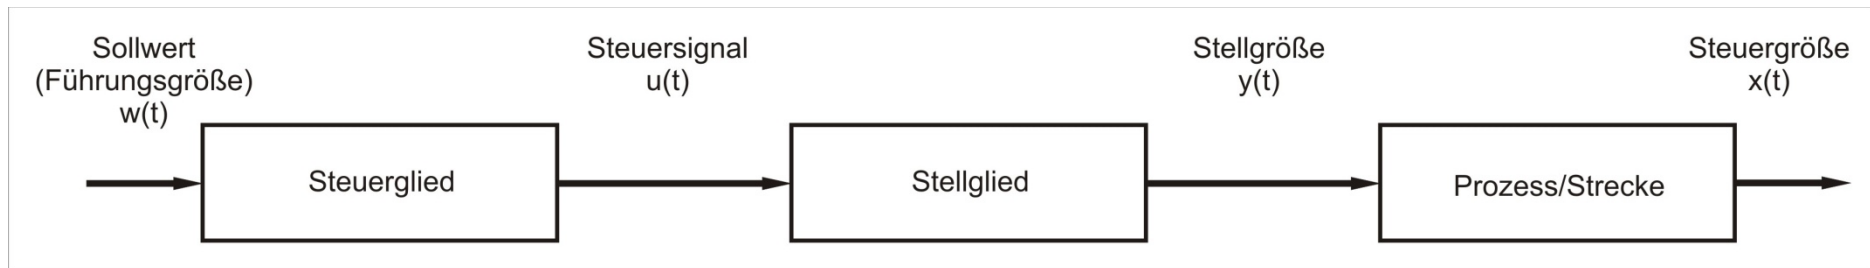 Sollwert
(Führungsgröße)
w(t)
Steuersignal
u(t)
Stellgröße
y(t)
Steuergröße
x(t)
Steuerglied
Stellglied
Prozess/Strecke